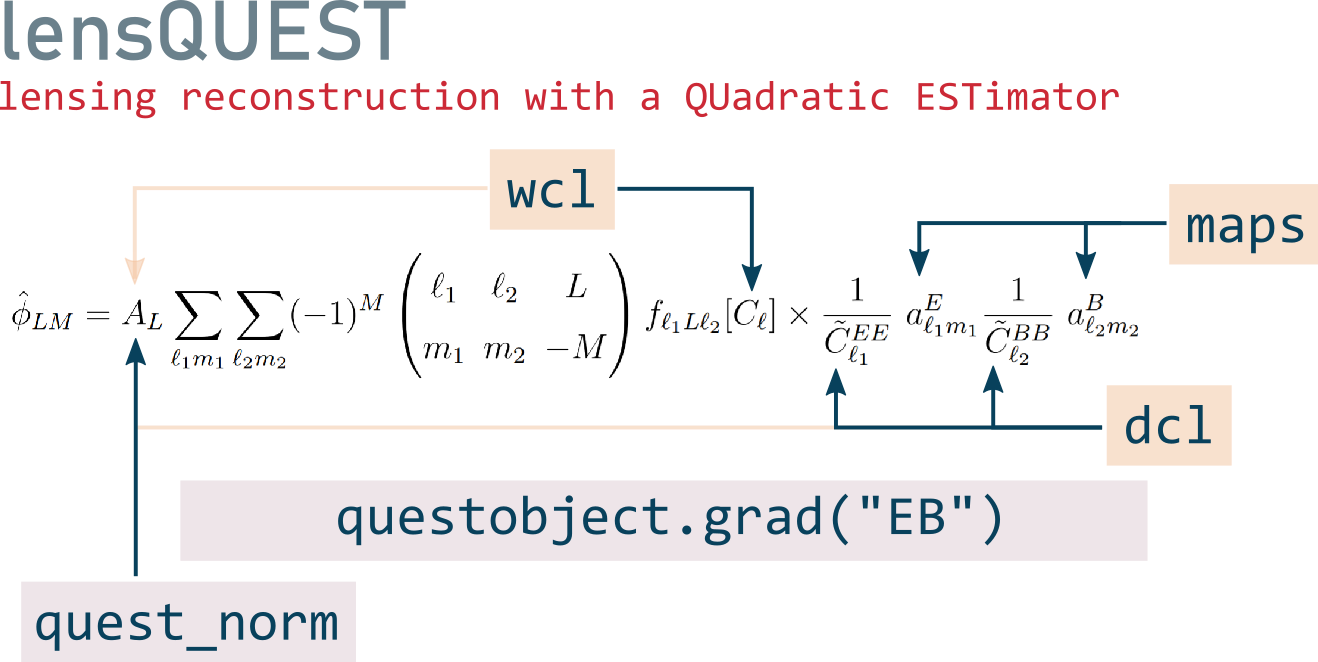 lensQUEST
lensing reconstruction with a QUadratic ESTimator
wcl
maps
$\hat{\phi}_{LM} = A_L \sum_{\ell_1 m_1} \sum_{\ell_2 m_2} (-1)^M \begin{pmatrix} \ell_1 & \ell_2 & L \\ m_1 & m_2 & -M \end{pmatrix} f_{\ell_1 L \ell_2}[C_\ell] \times \frac{1}{\tilde{C}^{EE}_{\ell_1}} a^E_{\ell_1 m_1} \frac{1}{\tilde{C}^{BB}_{\ell_2}} a^B_{\ell_2 m_2}$
dcl
questobject.grad("EB")
quest_norm